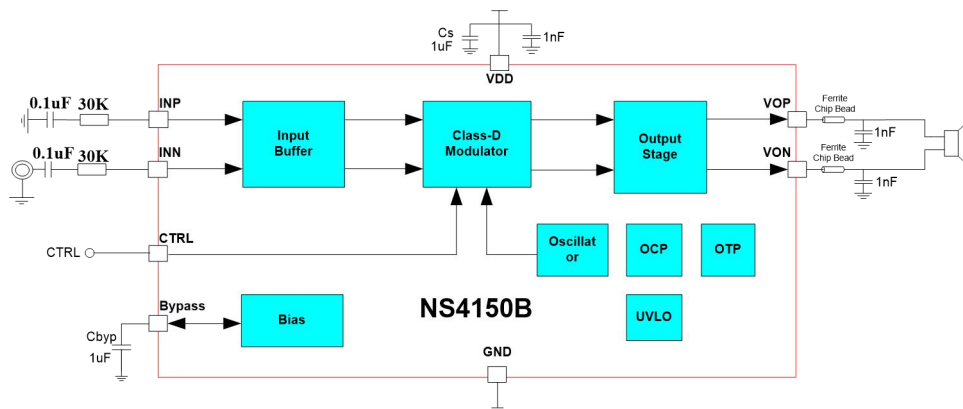 Cs
1uF
1nF
VDD
0.1uF 30K
INP
Input
Buffer
Class-D
Modulator
Output
Stage
VOP
Ferrite
Chip Bead
1nF
0.1uF 30K
INN
VON
Ferrite
Chip Bead
1nF
CTRL
CTRL
Oscillat
or
OCP
OTP
Bypass
Bias
NS4150B
UVLO
Cbyp
1uF
GND